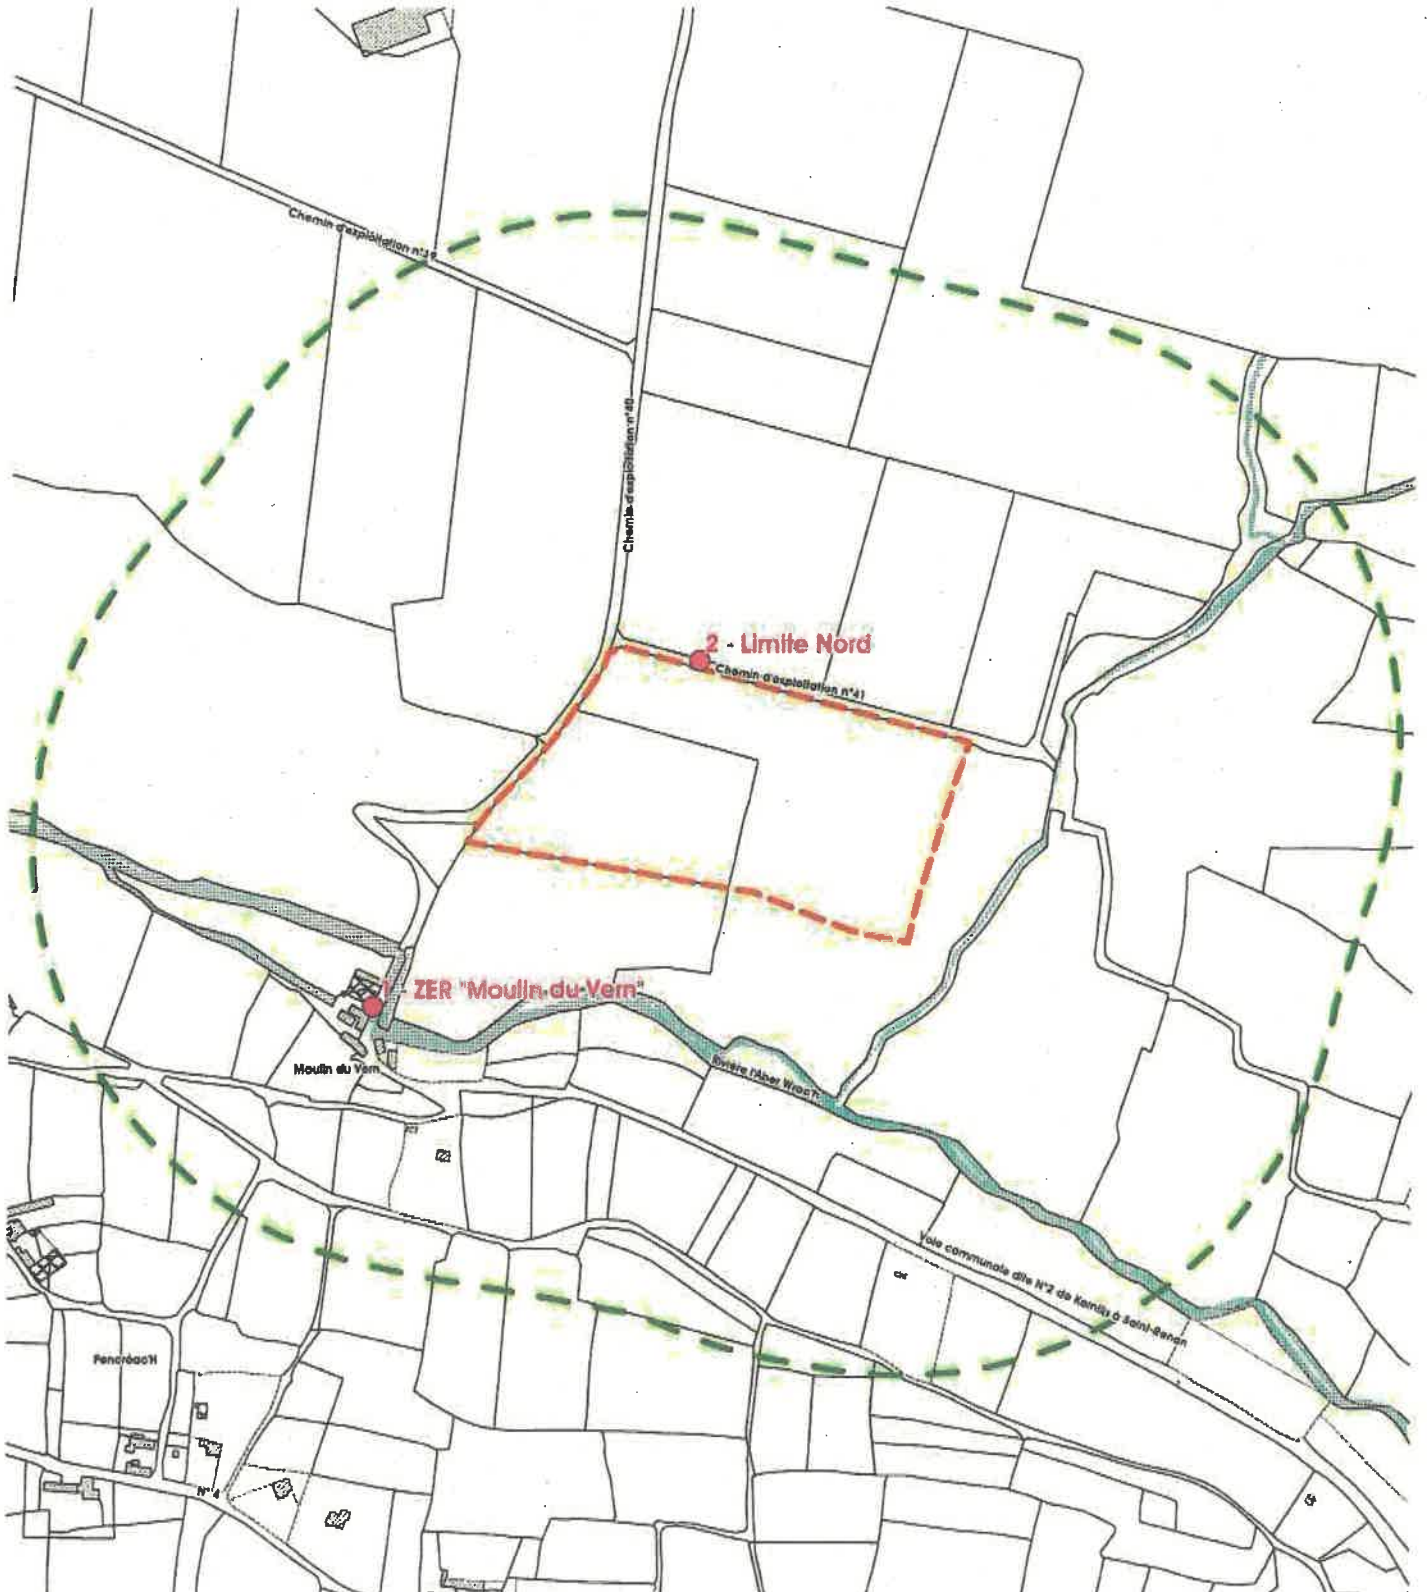 Chemin d'exploitation n°39
Chemin d'exploitation n°40
2 - Limite Nord
Chemin d'exploitation n°41
1 - ZER "Moulin du Vern"
Moulin du Vern
Rivière l'Aber Wrac'h
Voie communale dite N°2 de Kernilis à Saint-Renan
Pencréac'H
N° 4